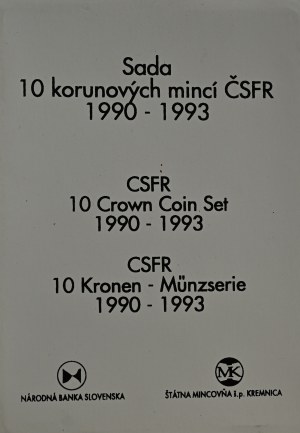 Sada
10 korunových mincí ČSFR
1990 - 1993
CSFR
10 Crown Coin Set
1990 - 1993
CSFR
10 Kronen - Münzserie
1990 - 1993
MK
NÁRODNÁ BANKA SLOVENSKA
ŠTÁTNA MINCOVŇA š.p. KREMNICA